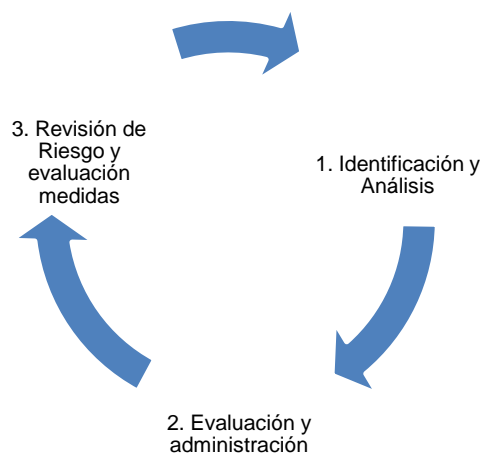 3. Revisión de
Riesgo y
evaluación
medidas
1. Identificación y
Análisis
2. Evaluación y
administración